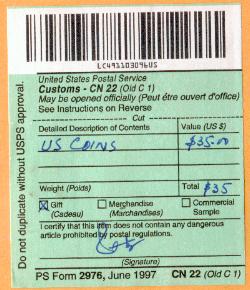 LC491103096US
United States Postal Service
Customs - CN 22 (Old C 1)
May be opened officially (Peut être ouvert d'office)
See Instructions on Reverse
Cut
Detailed Description of Contents Value (US $)
US COINS $35.00
Weight (Poids) Total $35
☒ Gift (Cadeau) ☐ Merchandise (Marchandises) ☐ Commercial Sample
I certify that this item does not contain any dangerous
article prohibited by postal regulations.
(Signature)
PS Form 2976, June 1997 CN 22 (Old C 1)
Do not duplicate without USPS approval.